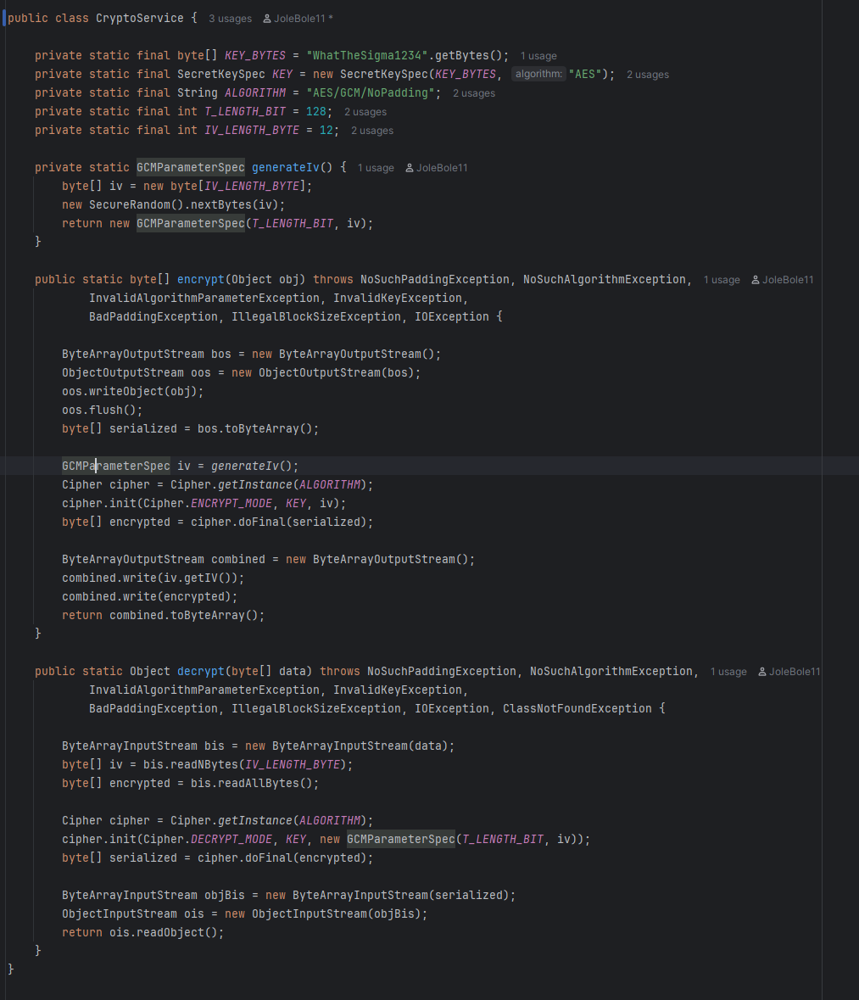 public class CryptoService {  3 usages  JoleBole11 *
private static final byte[] KEY_BYTES = "WhatTheSigma1234".getBytes();  1 usage
private static final SecretKeySpec KEY = new SecretKeySpec(KEY_BYTES,  algorithm: "AES");  2 usages
private static final String ALGORITHM = "AES/GCM/NoPadding";  2 usages
private static final int T_LENGTH_BIT = 128;  2 usages
private static final int IV_LENGTH_BYTE = 12;  2 usages
private static GCMParameterSpec generateIv() {  1 usage  JoleBole11
byte[] iv = new byte[IV_LENGTH_BYTE];
new SecureRandom().nextBytes(iv);
return new GCMParameterSpec(T_LENGTH_BIT, iv);
}
public static byte[] encrypt(Object obj) throws NoSuchPaddingException, NoSuchAlgorithmException,  1 usage  JoleBole11
InvalidAlgorithmParameterException, InvalidKeyException,
BadPaddingException, IllegalBlockSizeException, IOException {
ByteArrayOutputStream bos = new ByteArrayOutputStream();
ObjectOutputStream oos = new ObjectOutputStream(bos);
oos.writeObject(obj);
oos.flush();
byte[] serialized = bos.toByteArray();
GCMParameterSpec iv = generateIv();
Cipher cipher = Cipher.getInstance(ALGORITHM);
cipher.init(Cipher.ENCRYPT_MODE, KEY, iv);
byte[] encrypted = cipher.doFinal(serialized);
ByteArrayOutputStream combined = new ByteArrayOutputStream();
combined.write(iv.getIV());
combined.write(encrypted);
return combined.toByteArray();
}
public static Object decrypt(byte[] data) throws NoSuchPaddingException, NoSuchAlgorithmException,  1 usage  JoleBole11
InvalidAlgorithmParameterException, InvalidKeyException,
BadPaddingException, IllegalBlockSizeException, IOException, ClassNotFoundException {
ByteArrayInputStream bis = new ByteArrayInputStream(data);
byte[] iv = bis.readNBytes(IV_LENGTH_BYTE);
byte[] encrypted = bis.readAllBytes();
Cipher cipher = Cipher.getInstance(ALGORITHM);
cipher.init(Cipher.DECRYPT_MODE, KEY, new GCMParameterSpec(T_LENGTH_BIT, iv));
byte[] serialized = cipher.doFinal(encrypted);
ByteArrayInputStream objBis = new ByteArrayInputStream(serialized);
ObjectInputStream ois = new ObjectInputStream(objBis);
return ois.readObject();
}
}